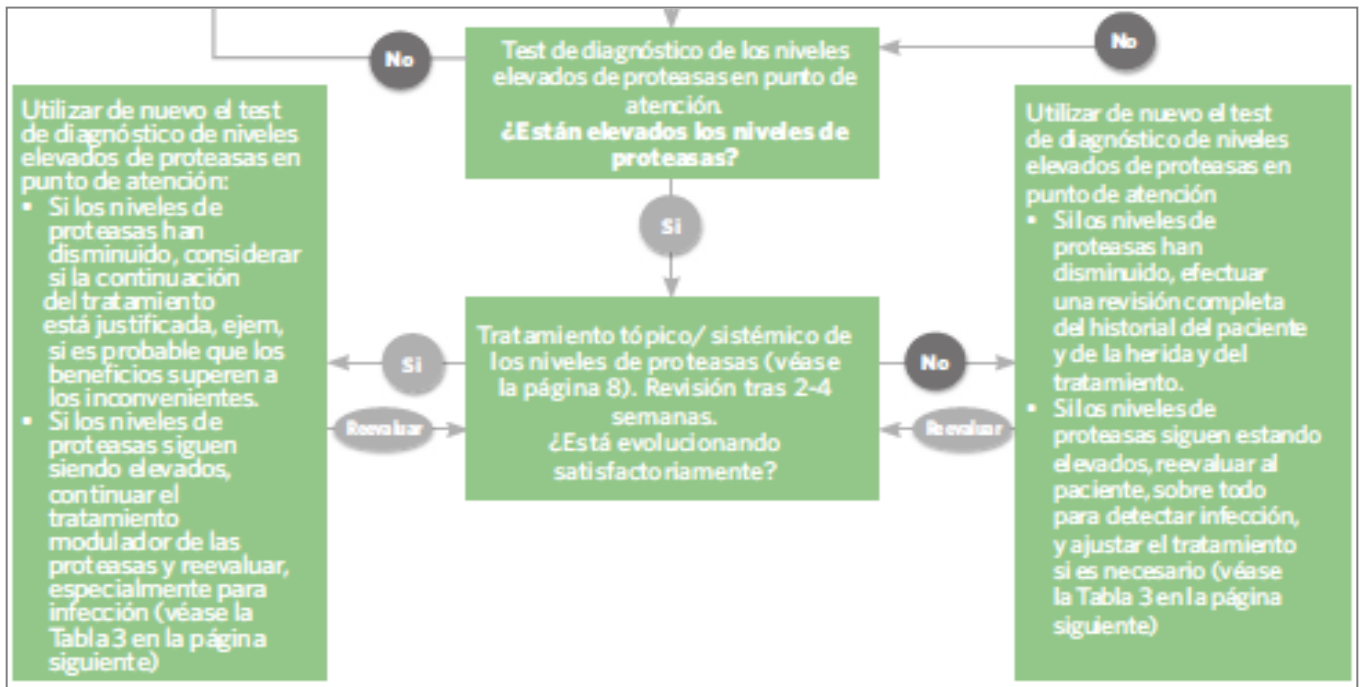 No
Test de diagnóstico de los niveles
elevados de proteasas en punto de
atención.
¿Están elevados los niveles de
proteasas?
No
Si
Utilizar de nuevo el test
de diagnóstico de niveles
elevados de proteasas en
punto de atención:
• Si los niveles de
proteasas han
disminuido, considerar
si la continuación
del tratamiento
está justificada, ejem,
si es probable que los
beneficios superen a
los inconvenientes.
• Si los niveles de
proteasas siguen
siendo elevados,
continuar el
tratamiento
modulador de las
proteasas y reevaluar,
especialmente para
infección (véase la
Tabla 3 en la página
siguiente)
Si
Reevaluar
Tratamiento tópico/ sistémico de
los niveles de proteasas (véase
la página 8). Revisión tras 2-4
semanas.
¿Está evolucionando
satisfactoriamente?
No
Reevaluar
Utilizar de nuevo el test
de diagnóstico de niveles
elevados de proteasas en
punto de atención
• Si los niveles de
proteasas han
disminuido, efectuar
una revisión completa
del historial del paciente
y de la herida y del
tratamiento.
• Si los niveles de
proteasas siguen estando
elevados, reevaluar al
paciente, sobre todo
para detectar infección,
y ajustar el tratamiento
si es necesario (véase
la Tabla 3 en la página
siguiente)